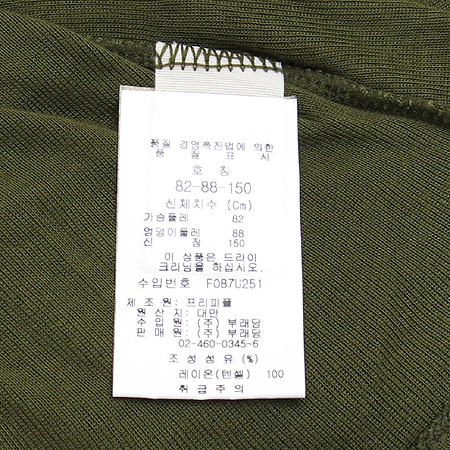 품질 경영촉진법에 의한
품 질 표 시
호 칭
82-88-150
신체치수 (Cm)
가슴둘레 82
엉덩이둘레 88
신 장 150
이 상품은 드라이
크리닝을 하십시오.
수입번호 F087U251
제 조 원: 프리피플
원 산 지: 대만
수 입 원: (주) 부래당
판 매 원: (주) 부래당
02-460-0345~6
조 성 섬 유 (%)
레이온(텐셀) 100
취 급 주 의